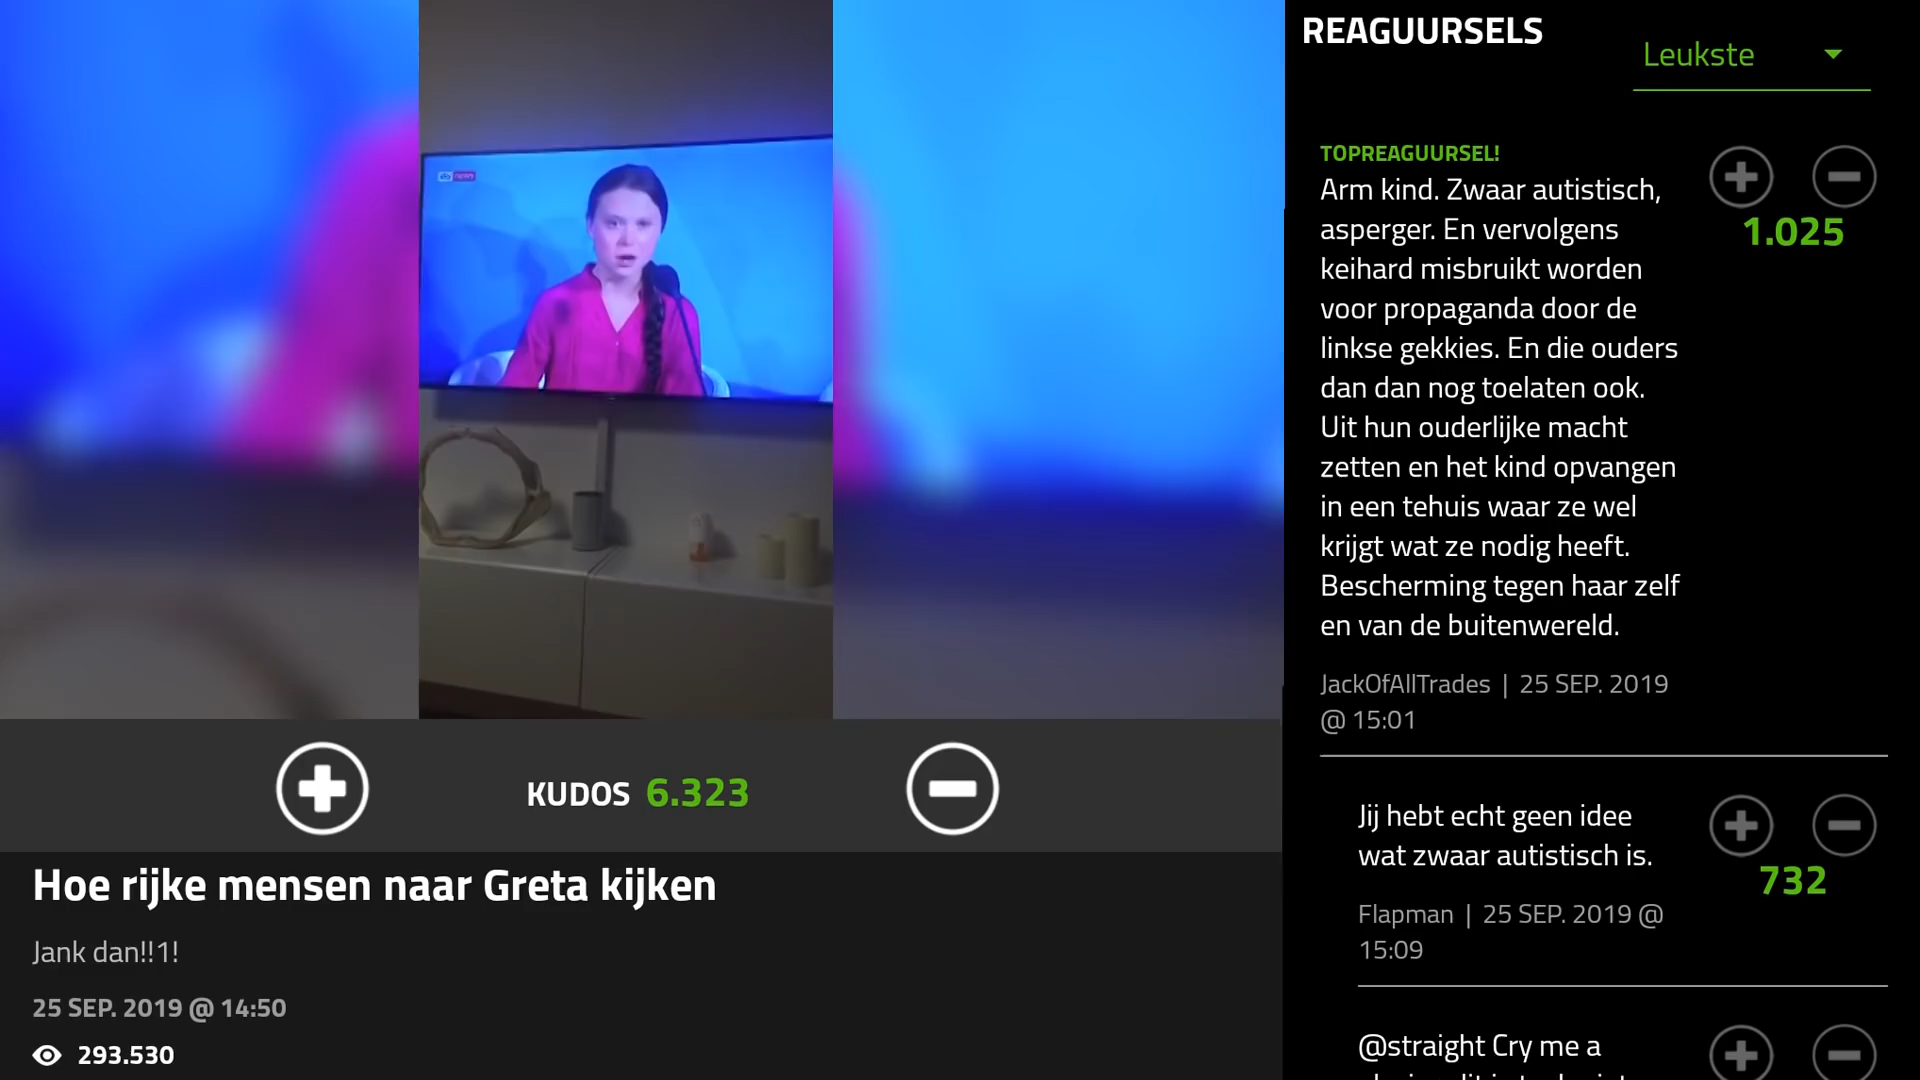 news
KUDOS 6.323
Hoe rijke mensen naar Greta kijken
Jank dan!!1!
25 SEP. 2019 @ 14:50
293.530
REAGUURSELS
Leukste
TOPREAGUURSEL!
Arm kind. Zwaar autistisch,
asperger. En vervolgens
keihard misbruikt worden
voor propaganda door de
linkse gekkies. En die ouders
dan dan nog toelaten ook.
Uit hun ouderlijke macht
zetten en het kind opvangen
in een tehuis waar ze wel
krijgt wat ze nodig heeft.
Bescherming tegen haar zelf
en van de buitenwereld.
1.025
JackOfAllTrades | 25 SEP. 2019
@ 15:01
Jij hebt echt geen idee
wat zwaar autistisch is.
732
Flapman | 25 SEP. 2019 @
15:09
@straight Cry me a